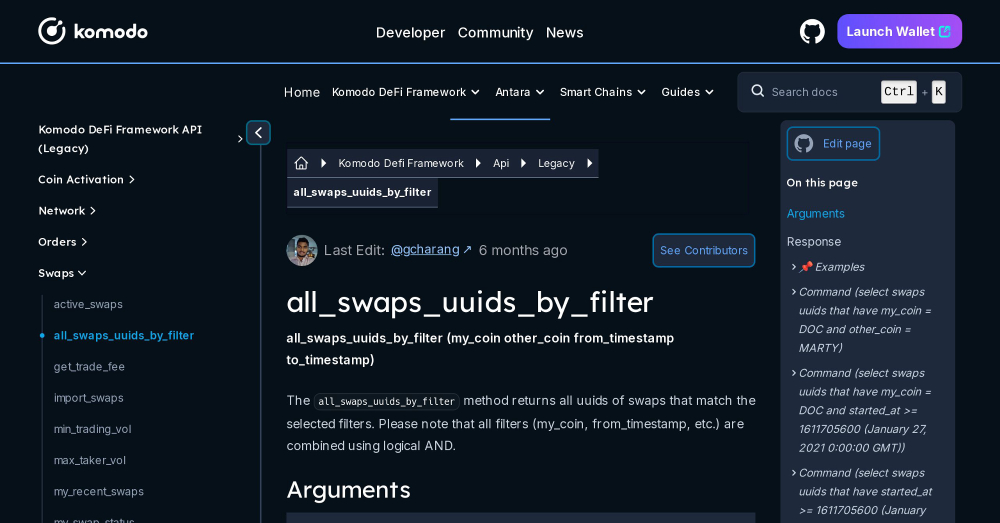 komodo
Developer Community News
Launch Wallet
Home Komodo DeFi Framework Antara Smart Chains Guides
Search docs Ctrl + K
Komodo DeFi Framework API
(Legacy)
Coin Activation
Network
Orders
Swaps
active_swaps
all_swaps_uuids_by_filter
get_trade_fee
import_swaps
min_trading_vol
max_taker_vol
my_recent_swaps
my_swap_status
Komodo Defi Framework Api Legacy
all_swaps_uuids_by_filter
Last Edit: @gcharang ↗ 6 months ago
See Contributors
all_swaps_uuids_by_filter
all_swaps_uuids_by_filter (my_coin other_coin from_timestamp
to_timestamp)
The all_swaps_uuids_by_filter method returns all uuids of swaps that match the
selected filters. Please note that all filters (my_coin, from_timestamp, etc.) are
combined using logical AND.
Arguments
Edit page
On this page
Arguments
Response
📌 Examples
Command (select swaps
uuids that have my_coin =
DOC and other_coin =
MARTY)
Command (select swaps
uuids that have my_coin =
DOC and started_at >=
1611705600 (January 27,
2021 0:00:00 GMT))
Command (select swaps
uuids that have started_at
>= 1611705600 (January